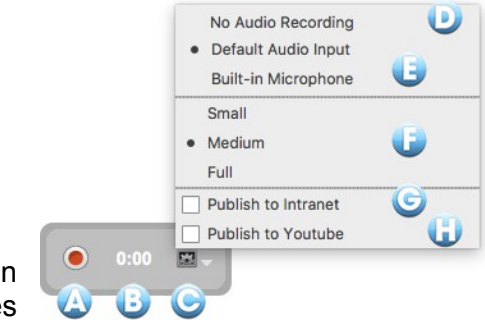 No Audio Recording
D
Default Audio Input
Built-in Microphone
E
Small
Medium
F
Full
Publish to Intranet
G
Publish to Youtube
H
0:00
n
es
A
B
C